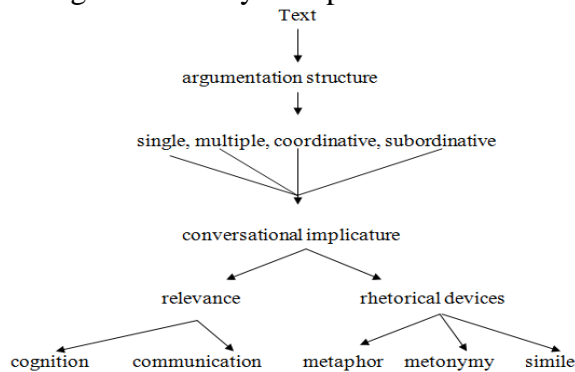 Text
argumentation structure
single, multiple, coordinative, subordinative
conversational implicature
relevance
rhetorical devices
cognition
communication
metaphor
metonymy
simile